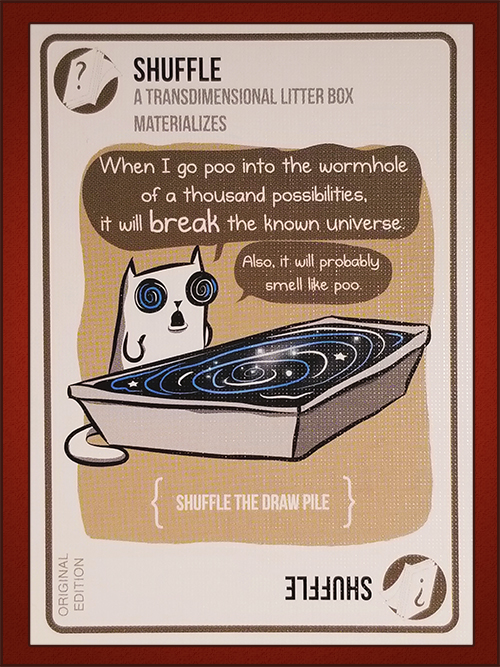 ?
SHUFFLE
A TRANSDIMENSIONAL LITTER BOX
MATERIALIZES
When I go poo into the wormhole
of a thousand possibilities,
it will break the known universe.
Also, it will probably
smell like poo.
{ SHUFFLE THE DRAW PILE }
ORIGINAL
EDITION
SHUFFLE
?